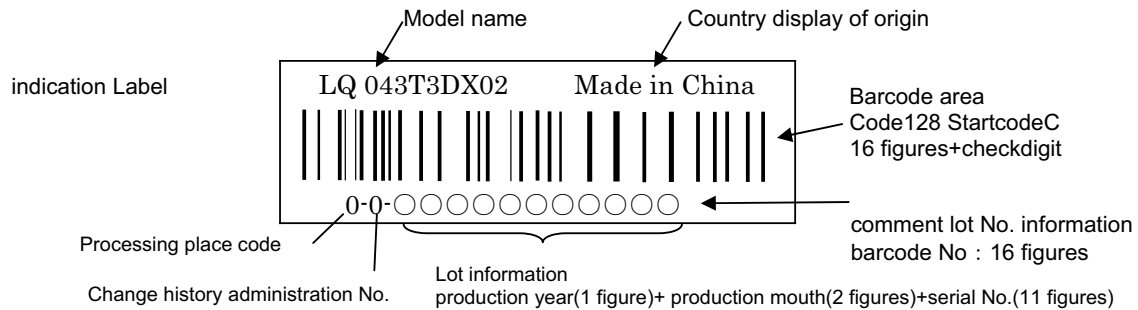 Model name
Country display of origin
indication Label
LQ 043T3DX02 Made in China
Barcode area
Code128 StartcodeC
16 figures+checkdigit
0-0-○○○○○○○○○○○
comment lot No. information
barcode No：16 figures
Processing place code
Change history administration No.
Lot information
production year(1 figure)+ production mouth(2 figures)+serial No.(11 figures)